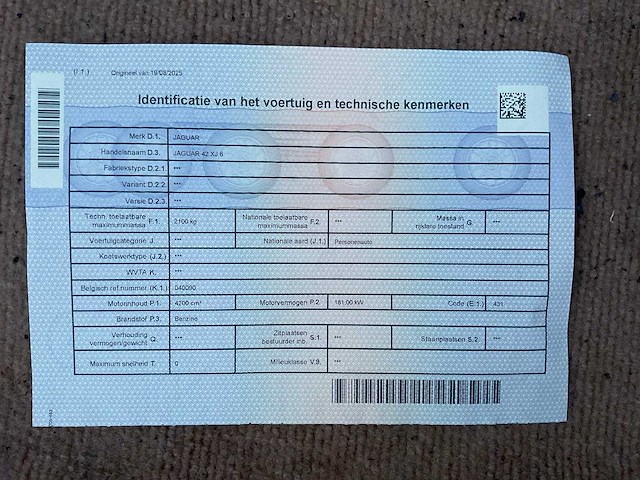 (I.1.) Origineel van 19/08/2025
Identificatie van het voertuig en technische kenmerken
Merk D.1. JAGUAR
Handelsnaam D.3. JAGUAR 42 XJ 6
Fabriekstype D.2.1. ***
Variant D.2.2. ***
Versie D.2.3. ***
Techn. toelaatbare maximummassa F.1. 2100 kg Nationale toelaatbare maximummassa F.2. *** Massa in rijklare toestand G. ***
Voertuigcategorie J. *** Nationale aard (J.1.) Personenauto
Koetswerktype (J.2.) ***
WVTA K. ***
Belgisch ref.nummer (K.1.) 040090
Motorinhoud P.1. 4200 cm³ Motorvermogen P.2. 181,00 kW Code (E.1.) 431
Brandstof P.3. Benzine
Verhouding vermogen/gewicht Q. *** Zitplaatsen bestuurder inb. S.1. *** Staanplaatsen S.2. ***
Maximum snelheid T. 0 Milieuklasse V.9. ***